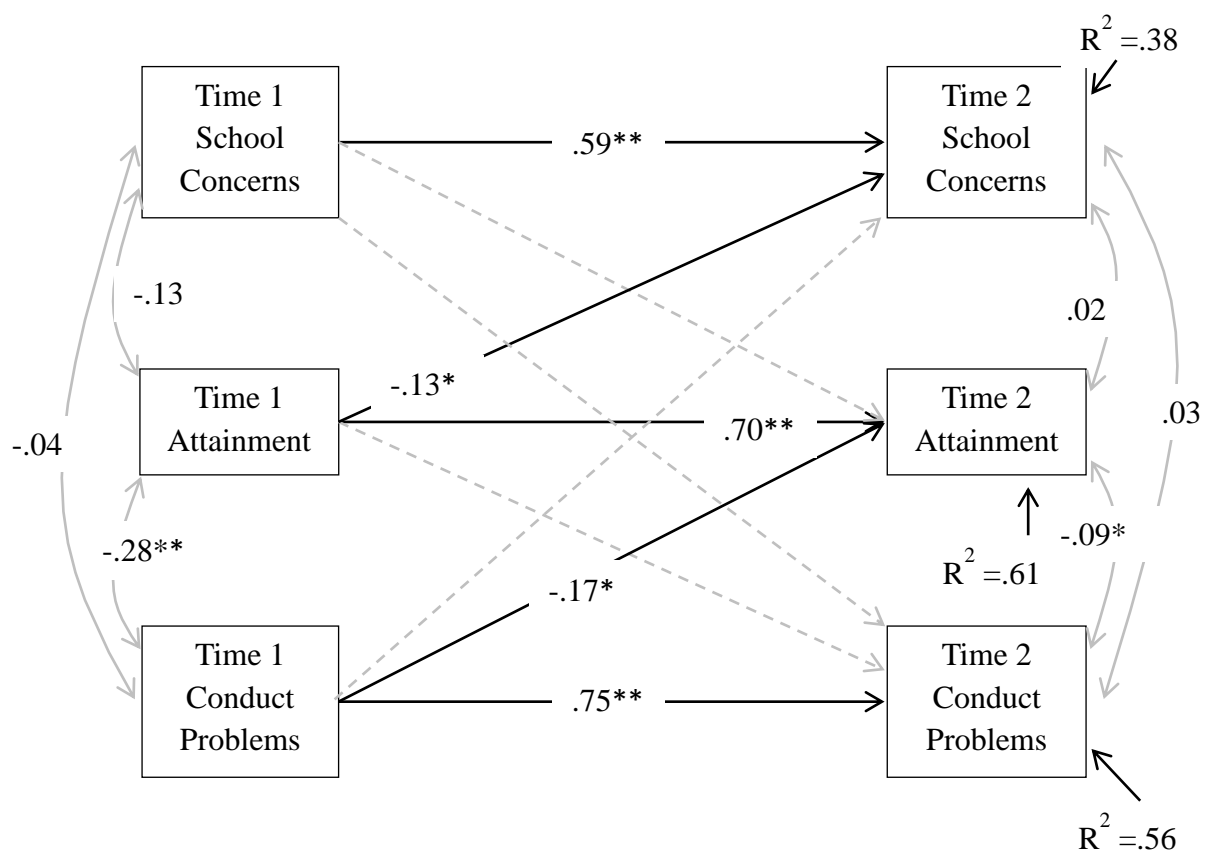 R² =.38
Time 1
School
Concerns
Time 2
School
Concerns
.59**
-.13
.02
Time 1
Attainment
-.13*
.70**
Time 2
Attainment
.03
-.04
-.28**
-.09*
R² =.61
-.17*
Time 1
Conduct
Problems
.75**
Time 2
Conduct
Problems
R² =.56